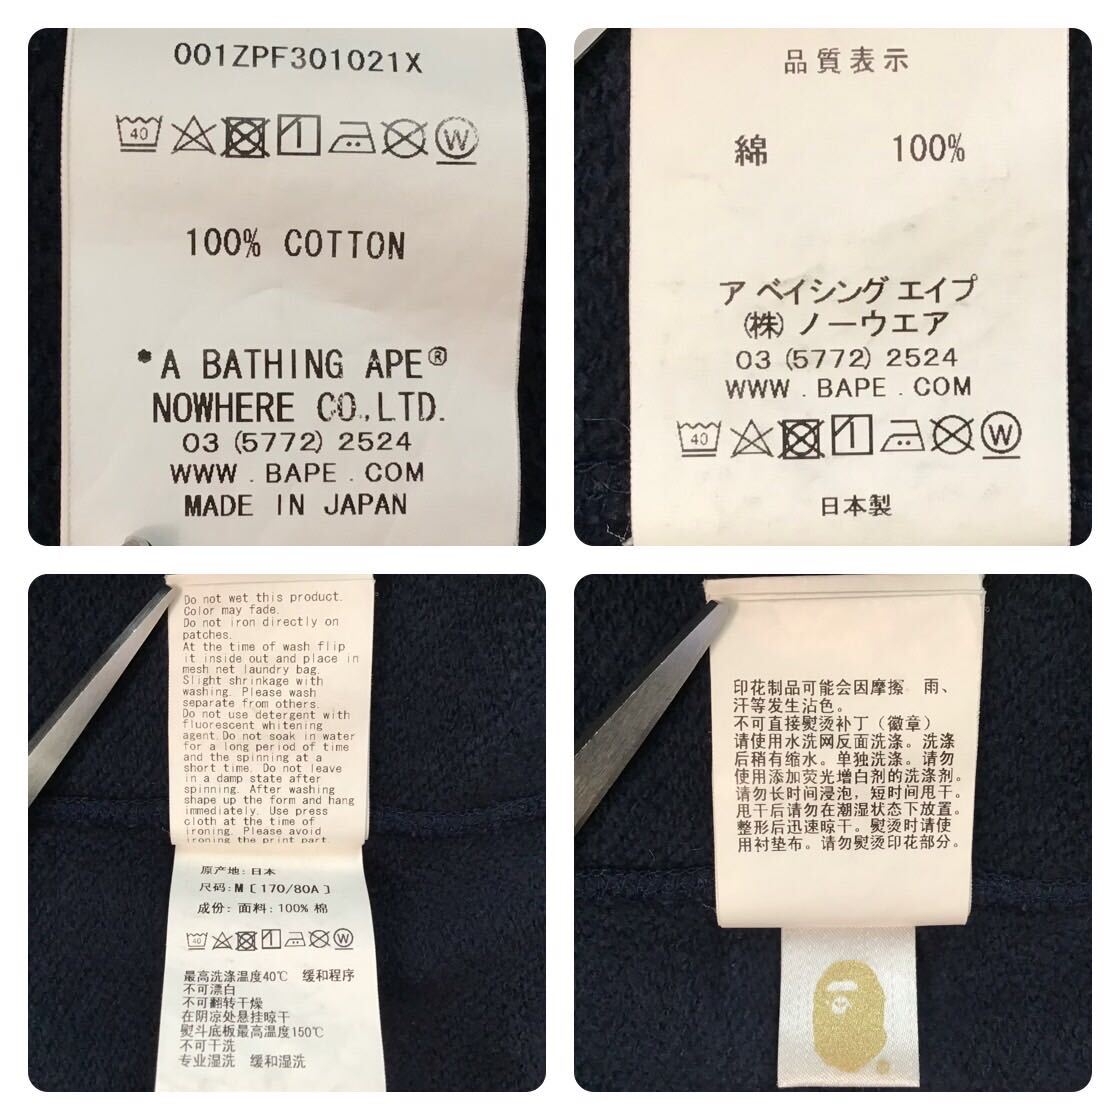 001ZPF301021X
40
W
100% COTTON
*A BATHING APE®
NOWHERE CO.,LTD.
03 (5772) 2524
WWW.BAPE.COM
MADE IN JAPAN
品質表示
綿 100%
ア ベイシング エイプ
(株) ノーウエア
03 (5772) 2524
WWW.BAPE.COM
40
W
日本製
Do not wet this product.
Color may fade.
Do not iron directly on
patches.
At the time of wash flip
it inside out and place in
mesh net laundry bag.
Slight shrinkage with
washing. Please wash
separate from others.
Do not use detergent with
fluorescent whitening
agent.Do not soak in water
for a long period of time
and the spinning at a
short time. Do not leave
in a damp state after
spinning. After washing
shape up the form and hang
immediately. Use press
cloth at the time of
ironing. Please avoid
ironing the print part.
原产地:日本
尺码:M [170/80A]
成份: 面料:100% 棉
40
W
最高洗涤温度40℃ 缓和程序
不可漂白
不可翻转干燥
在阴凉处悬挂晾干
熨斗底板最高温度150℃
不可干洗
专业湿洗 缓和湿洗
印花制品可能会因摩擦 雨、
汗等发生沾色。
不可直接熨烫补丁（徽章）
请使用水洗网反面洗涤。洗涤
后稍有缩水。单独洗涤。请勿
使用添加荧光增白剂的洗涤剂。
请勿长时间浸泡，短时间甩干。
甩干后请勿在潮湿状态下放置。
整形后迅速晾干。熨烫时请使
用衬垫布。请勿熨烫印花部分。
®